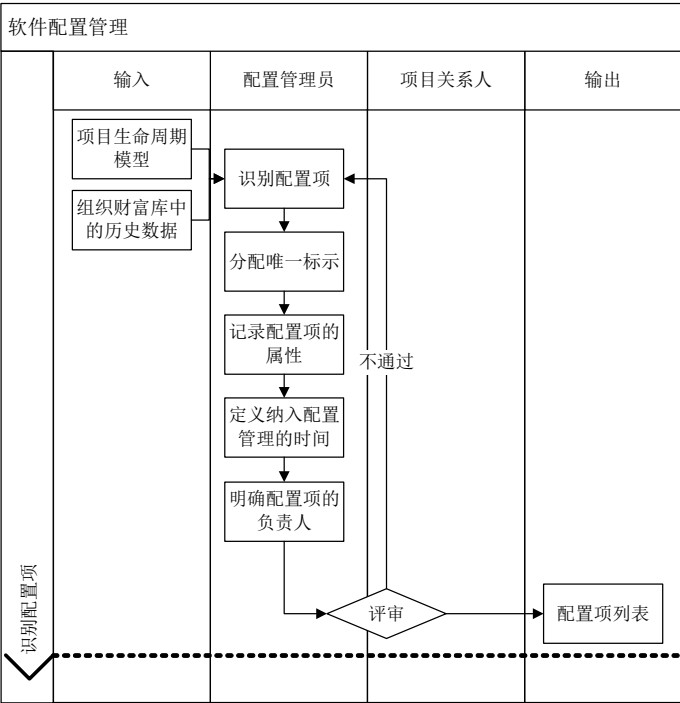 软件配置管理
输入
配置管理员
项目关系人
输出
项目生命周期
模型
组织财富库中
的历史数据
识别配置项
分配唯一标示
记录配置项的
属性
不通过
定义纳入配置
管理的时间
明确配置项的
负责人
评审
配置项列表
识别配置项